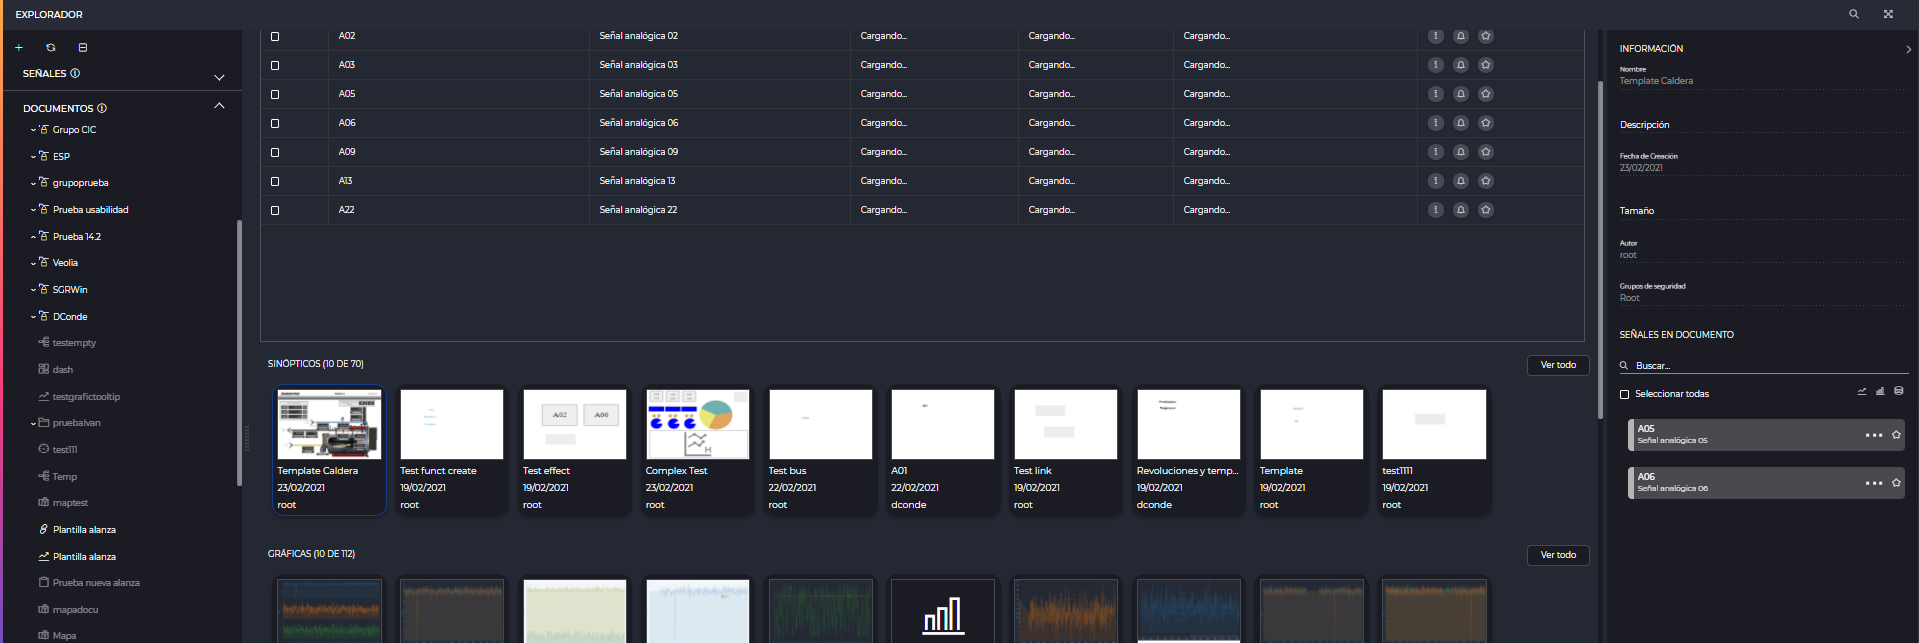 EXPLORADOR
SEÑALES
DOCUMENTOS
Grupo CIC
ESP
grupoprueba
Prueba usabilidad
Prueba 14.2
Veolia
SGRWin
DConde
testempty
dash
testgrafictooltip
prueba1van
test111
Temp
maptest
Plantilla alanza
Plantilla alanza
Prueba nueva alanza
mapadocu
Mapa
A02 Señal analógica 02 Cargando... Cargando... Cargando...
A03 Señal analógica 03 Cargando... Cargando... Cargando...
A05 Señal analógica 05 Cargando... Cargando... Cargando...
A06 Señal analógica 06 Cargando... Cargando... Cargando...
A09 Señal analógica 09 Cargando... Cargando... Cargando...
A13 Señal analógica 13 Cargando... Cargando... Cargando...
A22 Señal analógica 22 Cargando... Cargando... Cargando...
SINÓPTICOS (10 DE 70) Ver todo
A02 A06
Template Caldera
23/02/2021
root
Test funct create
19/02/2021
root
Test effect
19/02/2021
root
Complex Test
23/02/2021
root
Test bus
22/02/2021
root
A01
22/02/2021
dconde
Test link
19/02/2021
root
Revoluciones y temp...
19/02/2021
dconde
Template
19/02/2021
root
test1111
19/02/2021
root
GRÁFICAS (10 DE 112) Ver todo
INFORMACIÓN
Nombre
Template Caldera
Descripción
Fecha de Creación
23/02/2021
Tamaño
Autor
root
Grupos de seguridad
Root
SEÑALES EN DOCUMENTO
Buscar...
Seleccionar todas
A05
Señal analógica 05
A06
Señal analógica 06